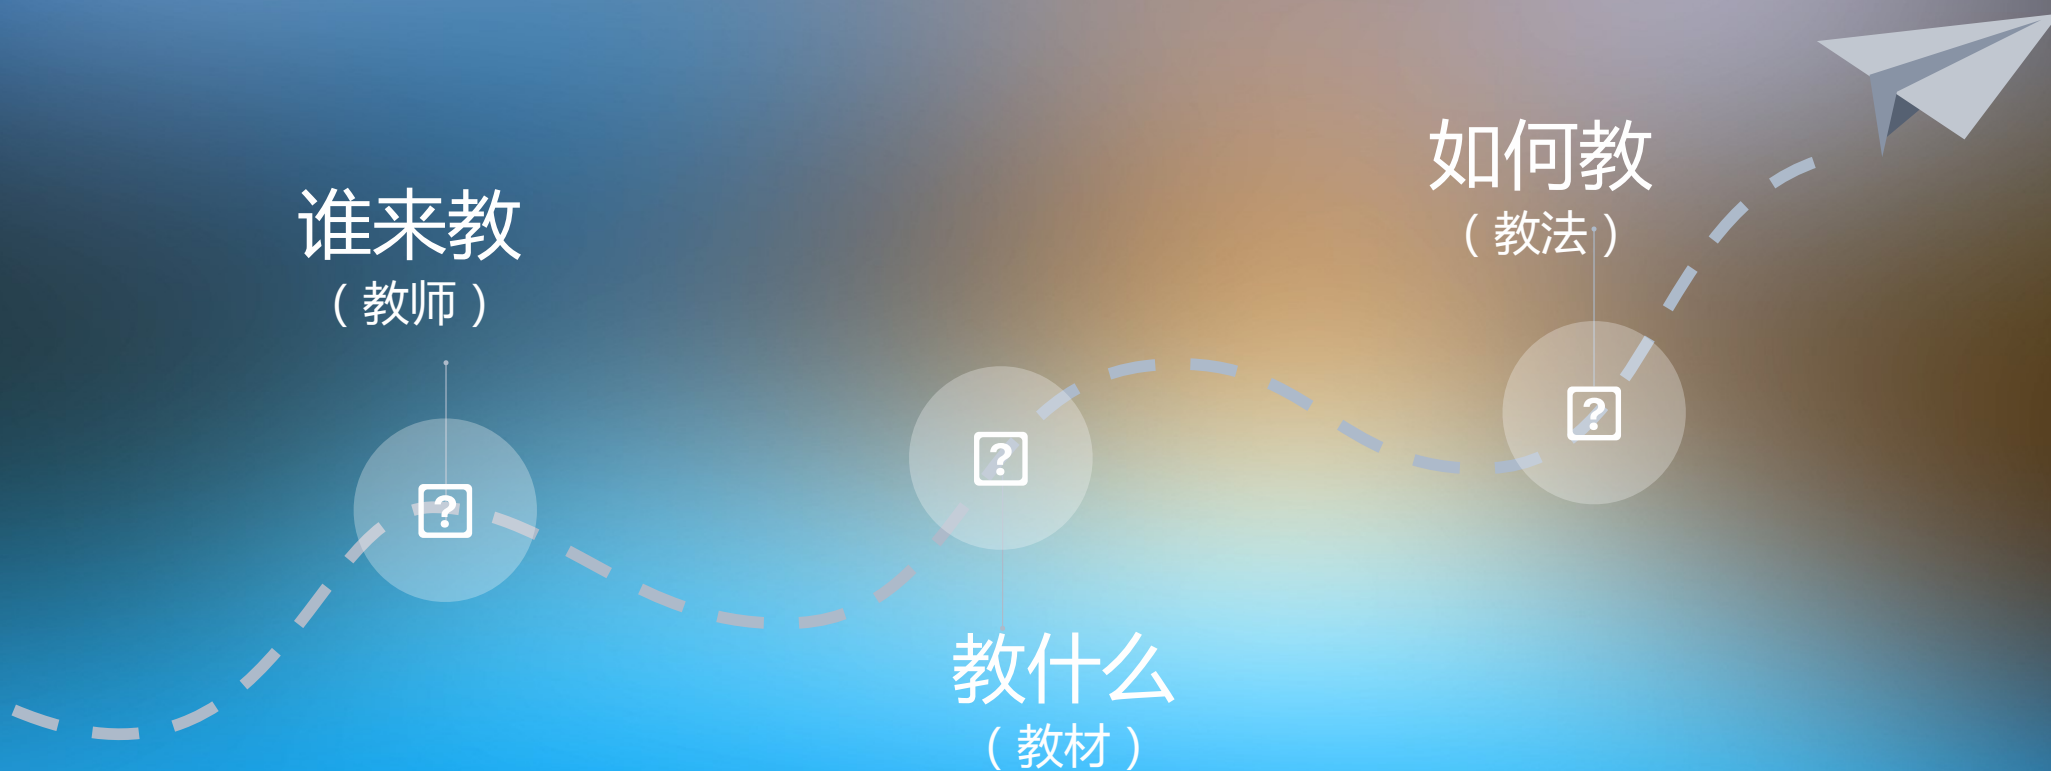 谁来教
（教师）
教什么
（教材）
如何教
（教法）